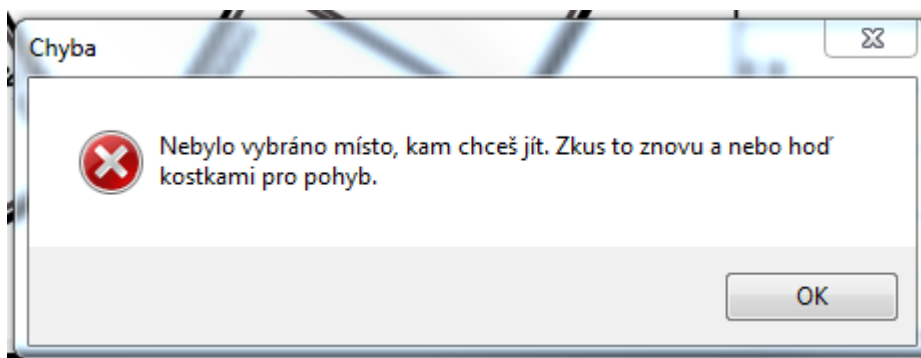 Chyba
Nebylo vybráno místo, kam chceš jít. Zkus to znovu a nebo hoď
kostkami pro pohyb.
OK